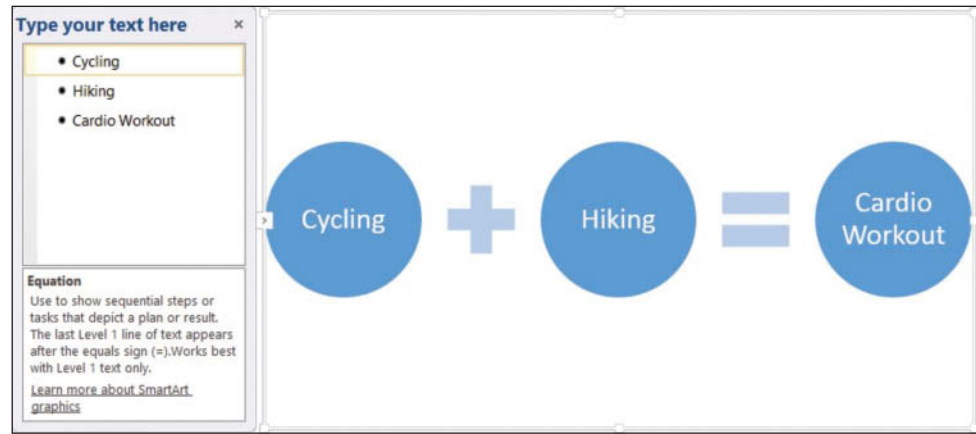 Type your text here ×
• Cycling
• Hiking
• Cardio Workout
Equation
Use to show sequential steps or
tasks that depict a plan or result.
The last Level 1 line of text appears
after the equals sign (=).Works best
with Level 1 text only.
Learn more about SmartArt
graphics
Cycling + Hiking = Cardio
Workout